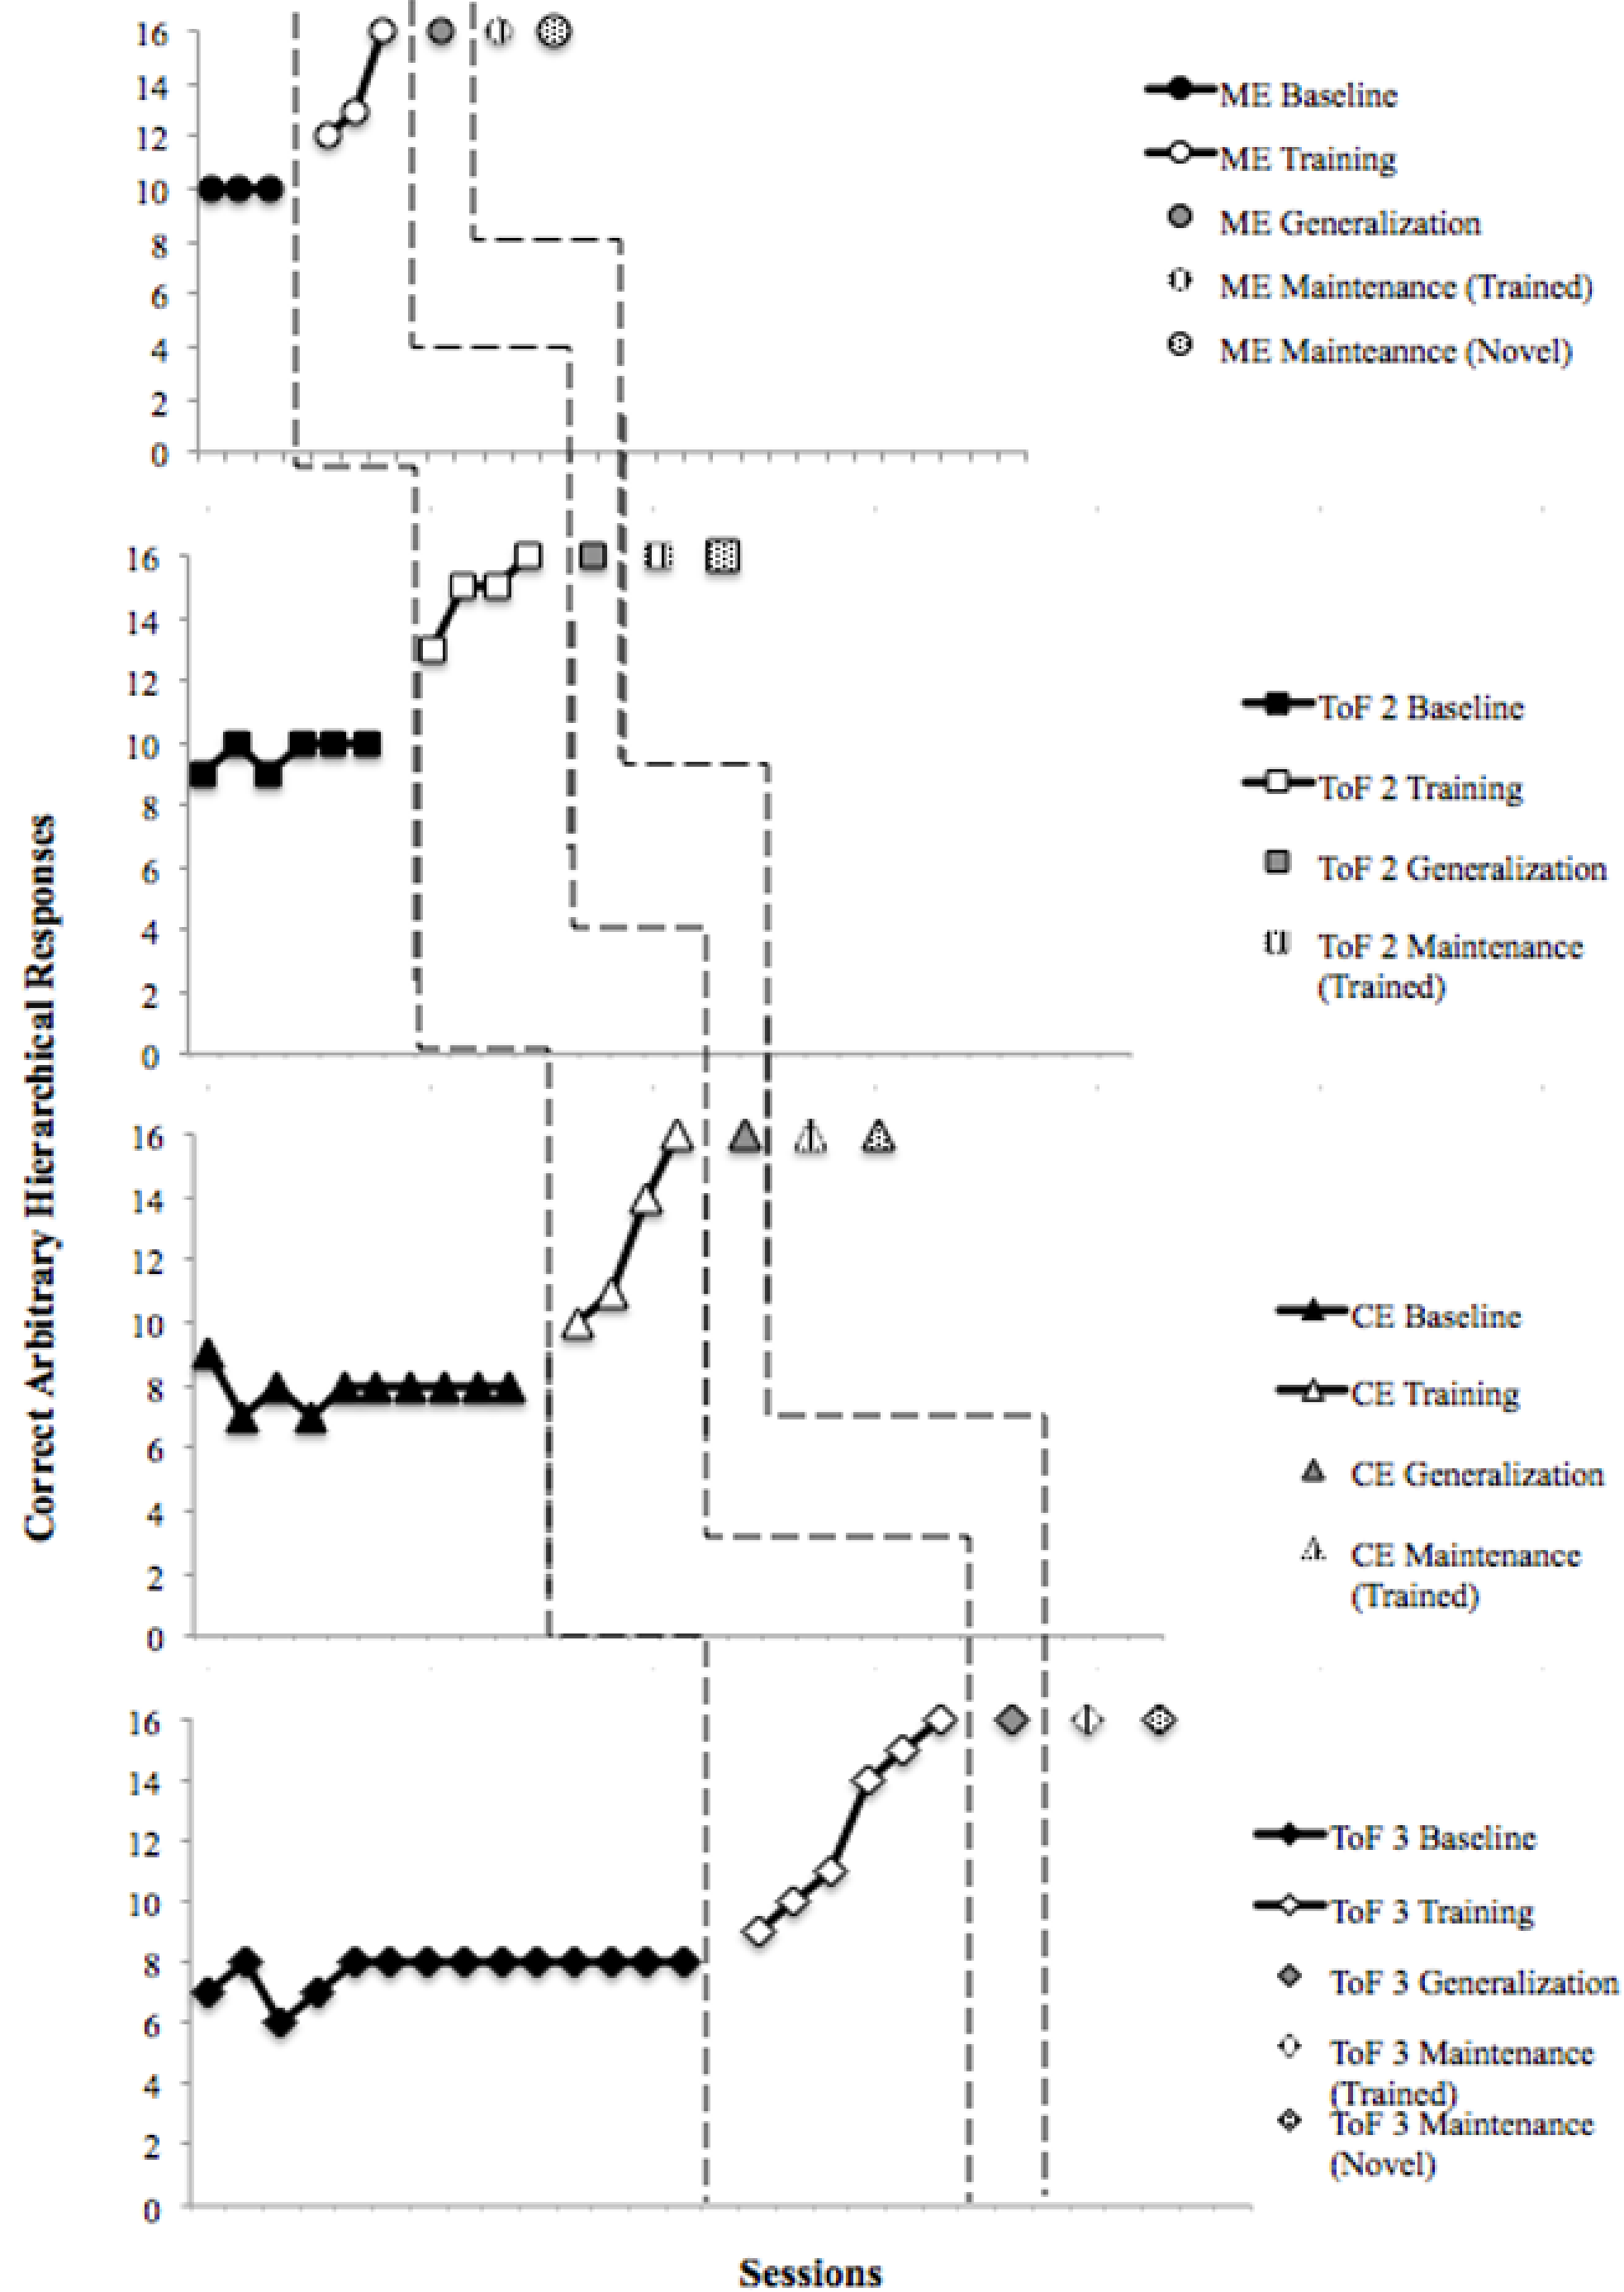 16
14
12
10
8
6
4
2
0
ME Baseline
ME Training
ME Generalization
ME Maintenance (Trained)
ME Mainteannce (Novel)
16
14
12
10
8
6
4
2
0
ToF 2 Baseline
ToF 2 Training
ToF 2 Generalization
ToF 2 Maintenance
(Trained)
Correct Arbitrary Hierarchical Responses
16
14
12
10
8
6
4
2
0
CE Baseline
CE Training
CE Generalization
CE Maintenance
(Trained)
16
14
12
10
8
6
4
2
0
ToF 3 Baseline
ToF 3 Training
ToF 3 Generalization
ToF 3 Maintenance
(Trained)
ToF 3 Maintenance
(Novel)
Sessions